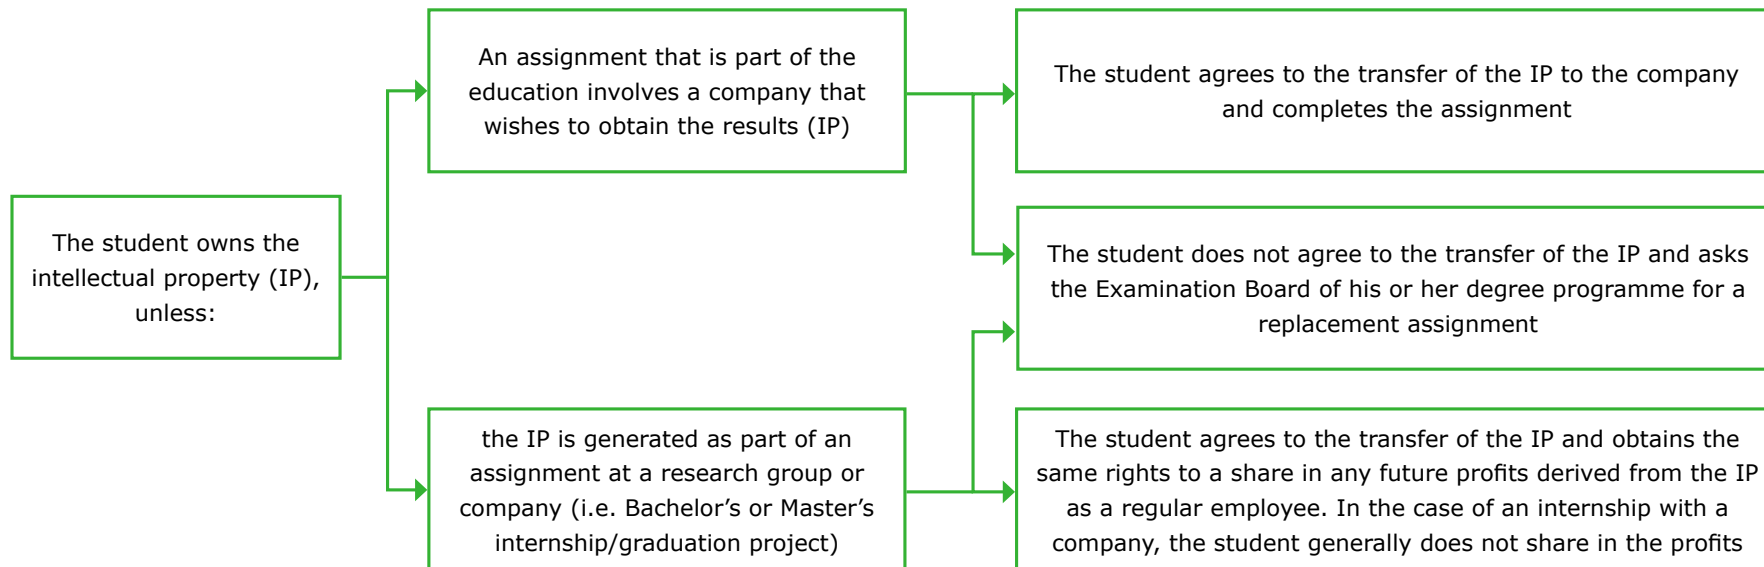 The student owns the
intellectual property (IP),
unless:
An assignment that is part of the
education involves a company that
wishes to obtain the results (IP)
the IP is generated as part of an
assignment at a research group or
company (i.e. Bachelor’s or Master’s
internship/graduation project)
The student agrees to the transfer of the IP to the company
and completes the assignment
The student does not agree to the transfer of the IP and asks
the Examination Board of his or her degree programme for a
replacement assignment
The student agrees to the transfer of the IP and obtains the
same rights to a share in any future profits derived from the IP
as a regular employee. In the case of an internship with a
company, the student generally does not share in the profits